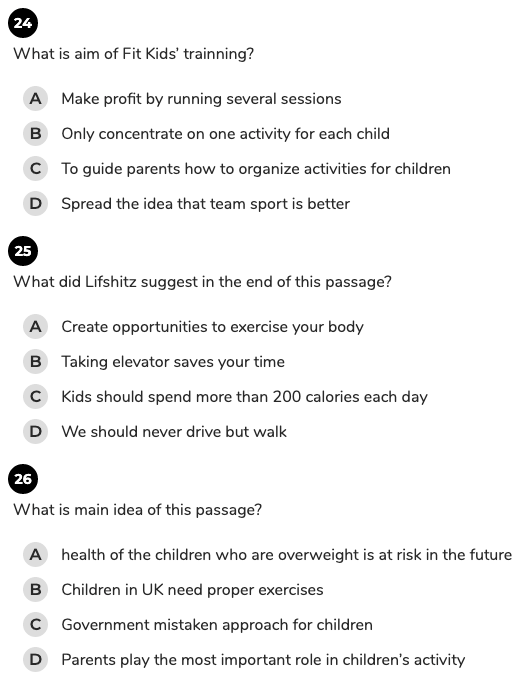 24
What is aim of Fit Kids’ trainning?
A Make profit by running several sessions
B Only concentrate on one activity for each child
C To guide parents how to organize activities for children
D Spread the idea that team sport is better
25
What did Lifshitz suggest in the end of this passage?
A Create opportunities to exercise your body
B Taking elevator saves your time
C Kids should spend more than 200 calories each day
D We should never drive but walk
26
What is main idea of this passage?
A health of the children who are overweight is at risk in the future
B Children in UK need proper exercises
C Government mistaken approach for children
D Parents play the most important role in children’s activity